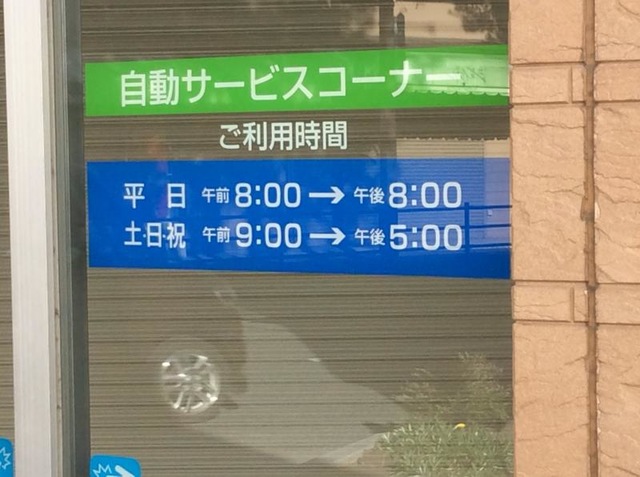 自動サービスコーナー
ご利用時間
平 日 午前8:00→午後8:00
土・日・祝 午前9:00→午後5:00